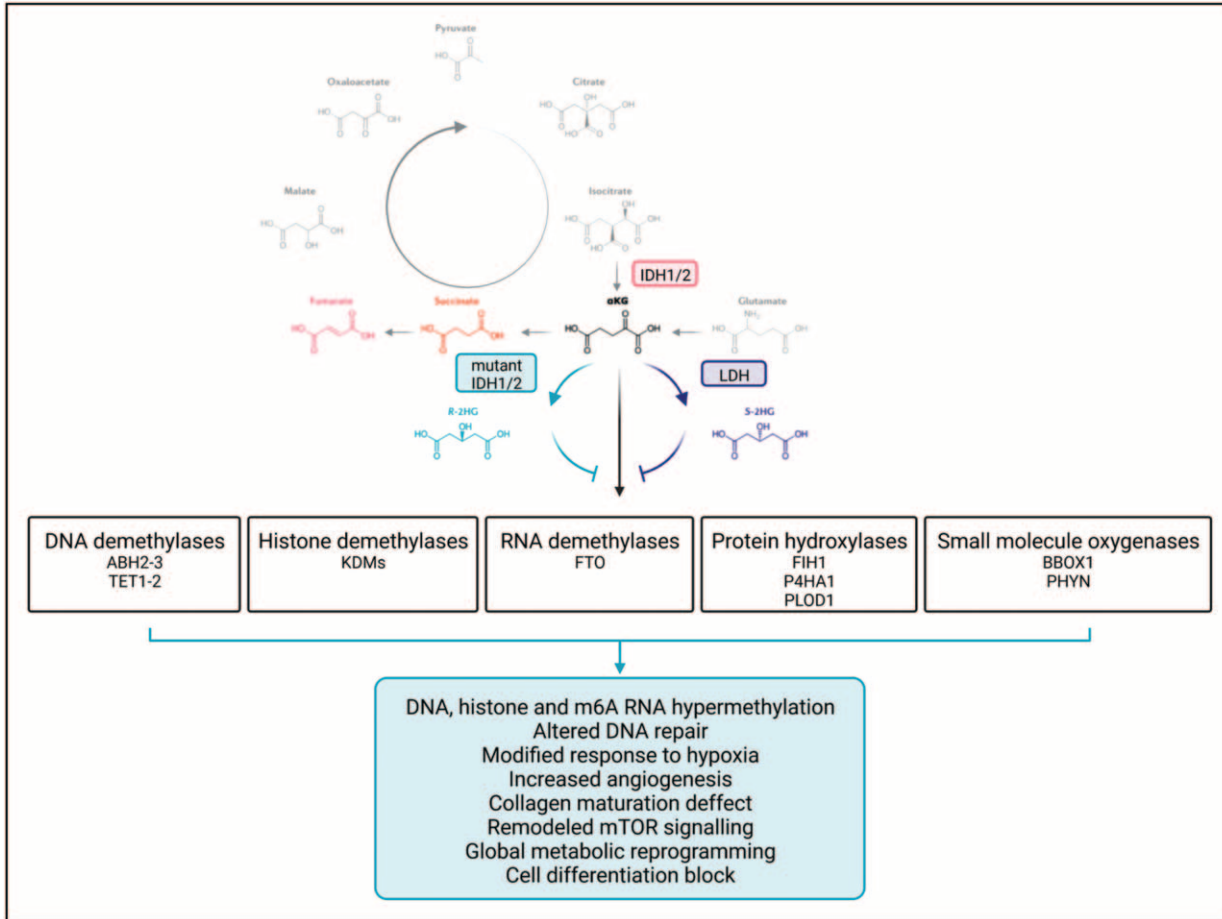 Pyruvate
Oxaloacetate
Citrate
Malate
Isocitrate
IDH1/2
Fumarate
Succinate
αKG
Glutamate
mutant
IDH1/2
LDH
R-2HG
S-2HG
DNA demethylases
ABH2-3
TET1-2
Histone demethylases
KDMs
RNA demethylases
FTO
Protein hydroxylases
FIH1
P4HA1
PLOD1
Small molecule oxygenases
BBOX1
PHYN
DNA, histone and m6A RNA hypermethylation
Altered DNA repair
Modified response to hypoxia
Increased angiogenesis
Collagen maturation deffect
Remodeled mTOR signalling
Global metabolic reprogramming
Cell differentiation block